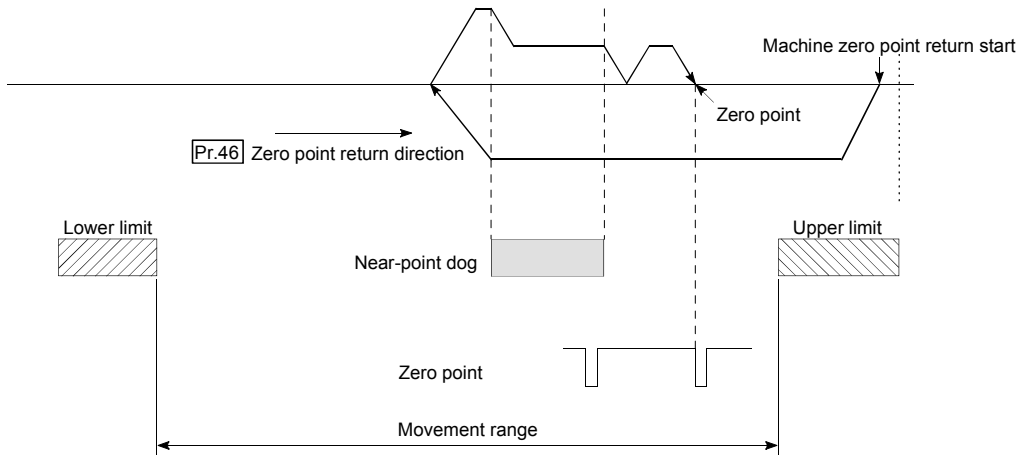 Machine zero point return start
Zero point
Pr.46 Zero point return direction
Lower limit
Upper limit
Near-point dog
Zero point
Movement range